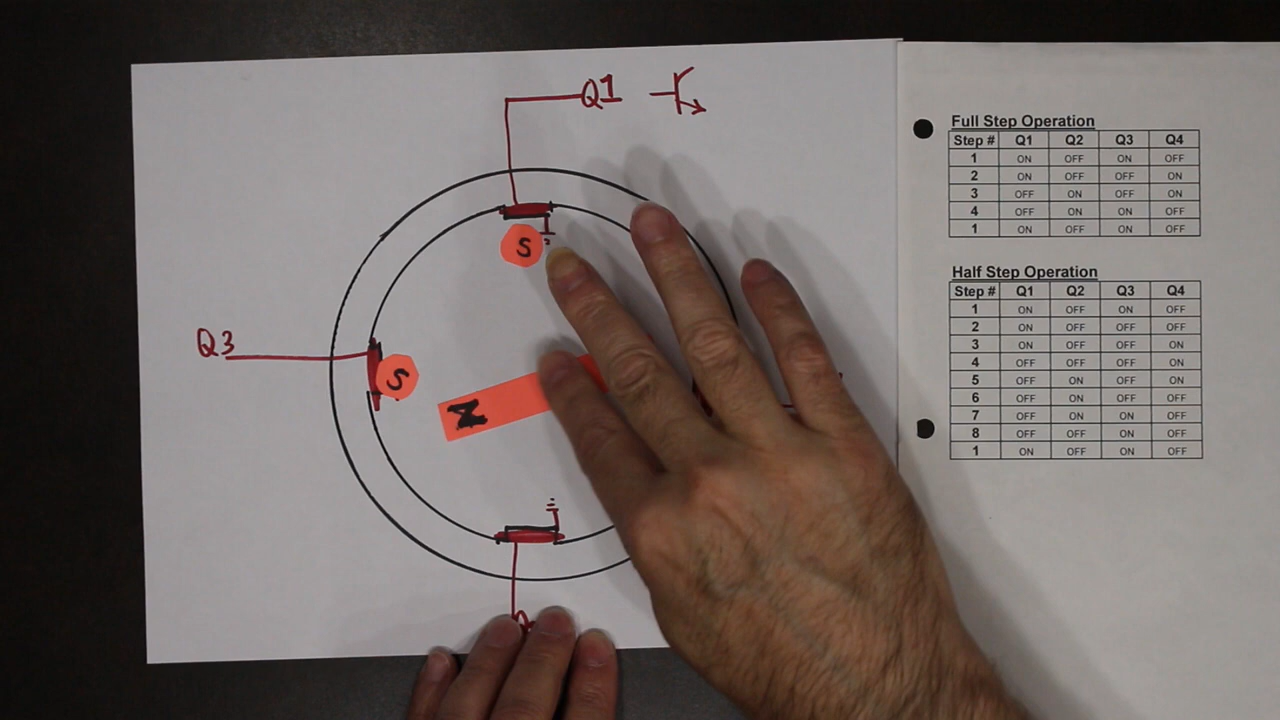 Q1
S
Q3
S
N
Full Step Operation
Step # Q1 Q2 Q3 Q4
1 ON OFF ON OFF
2 ON OFF OFF ON
3 OFF ON OFF ON
4 OFF ON ON OFF
1 ON OFF ON OFF
Half Step Operation
Step # Q1 Q2 Q3 Q4
1 ON OFF ON OFF
2 ON OFF OFF OFF
3 ON OFF OFF ON
4 OFF OFF OFF ON
5 OFF ON OFF ON
6 OFF ON OFF OFF
7 OFF ON ON OFF
8 OFF OFF ON OFF
1 ON OFF ON OFF